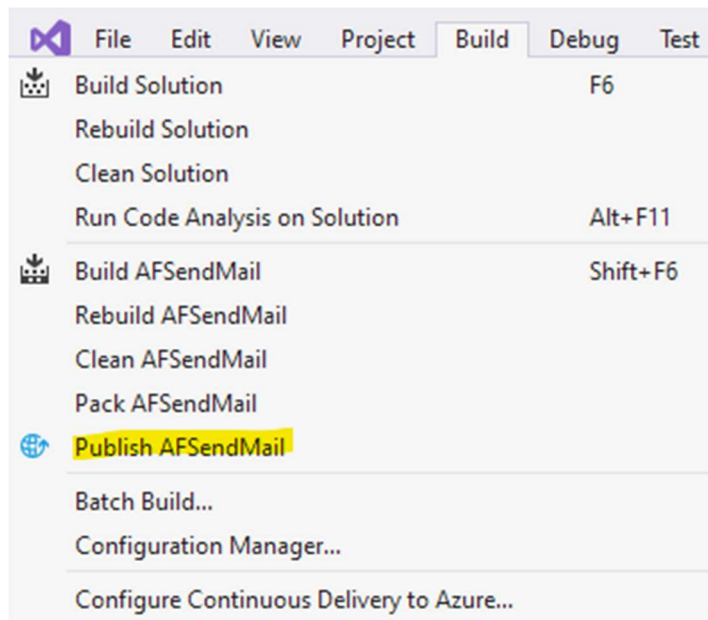 File Edit View Project Build Debug Test
Build Solution F6
Rebuild Solution
Clean Solution
Run Code Analysis on Solution Alt+F11
Build AFSendMail Shift+F6
Rebuild AFSendMail
Clean AFSendMail
Pack AFSendMail
Publish AFSendMail
Batch Build...
Configuration Manager...
Configure Continuous Delivery to Azure...